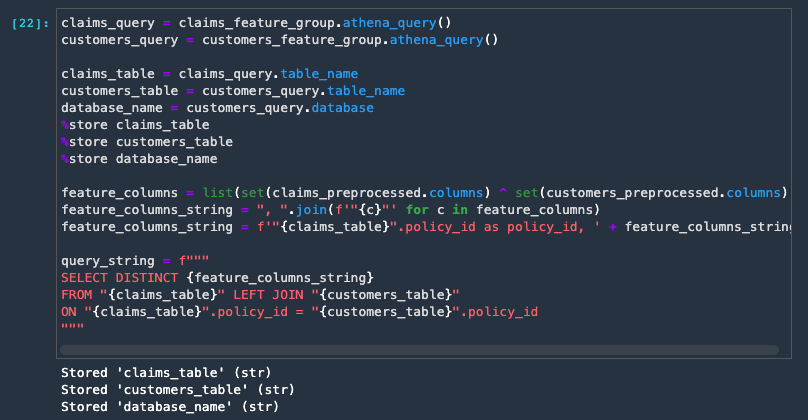 [22]: claims_query = claims_feature_group.athena_query()
customers_query = customers_feature_group.athena_query()
claims_table = claims_query.table_name
customers_table = customers_query.table_name
database_name = customers_query.database
%store claims_table
%store customers_table
%store database_name
feature_columns = list(set(claims_preprocessed.columns) ^ set(customers_preprocessed.columns)
feature_columns_string = ", ".join(f'"{c}"' for c in feature_columns)
feature_columns_string = f'"{claims_table}".policy_id as policy_id, ' + feature_columns_string
query_string = f"""
SELECT DISTINCT {feature_columns_string}
FROM "{claims_table}" LEFT JOIN "{customers_table}"
ON "{claims_table}".policy_id = "{customers_table}".policy_id
"""
Stored 'claims_table' (str)
Stored 'customers_table' (str)
Stored 'database_name' (str)